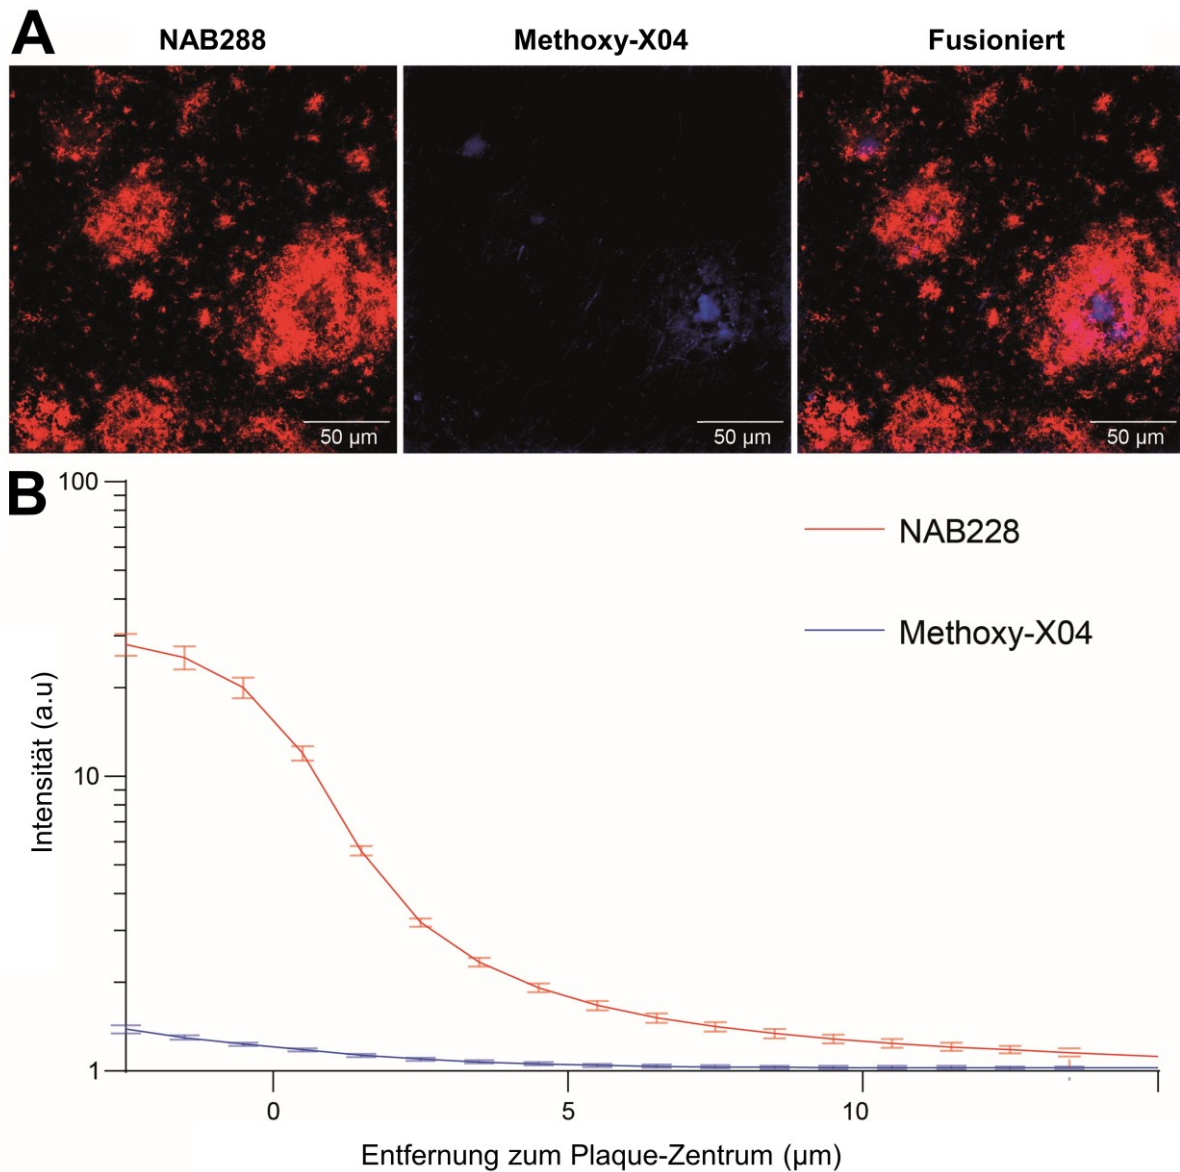 A
NAB288
Methoxy-X04
Fusioniert
50 µm
50 µm
50 µm
B
100
10
1
Intensität (a.u)
NAB228
Methoxy-X04
0
5
10
Entfernung zum Plaque-Zentrum (µm)